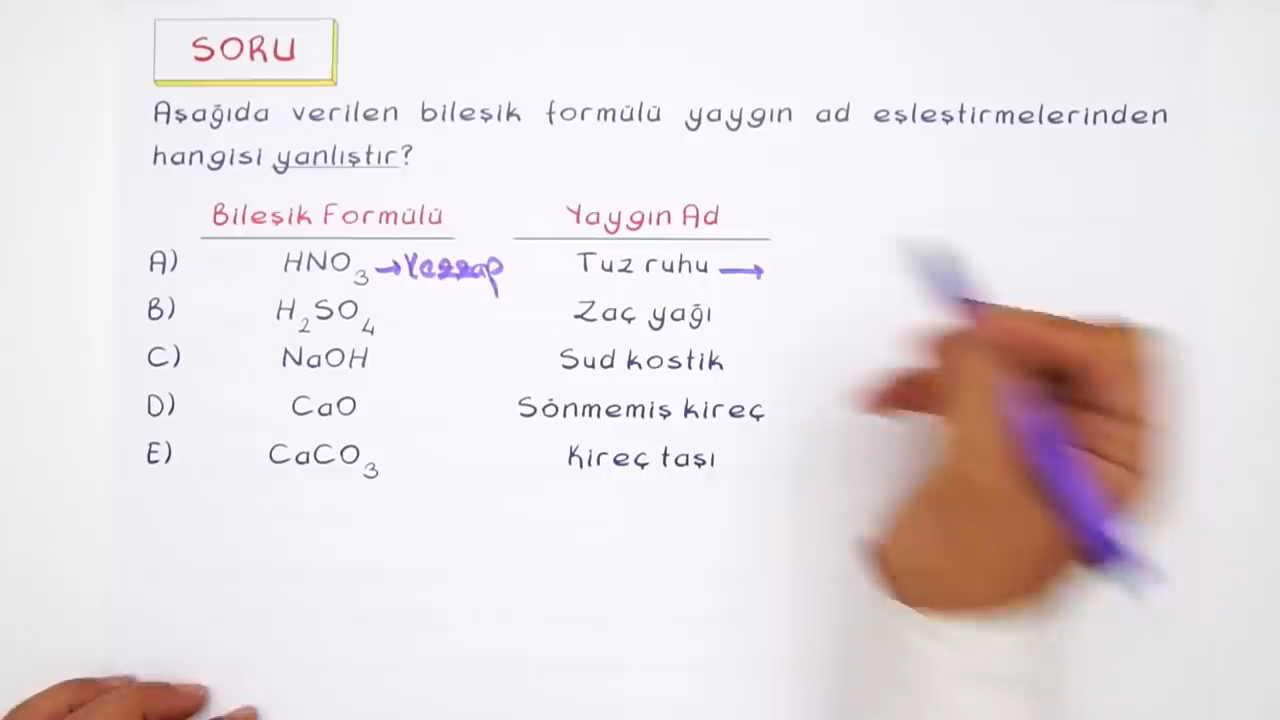 SORU
Aşağıda verilen bileşik formülü yaygın ad eşleştirmelerinden
hangisi yanlıştır?
Bileşik Formülü Yaygın Ad
A) HNO₃ →Kezzap Tuz ruhu →
B) H₂SO₄ Zaç yağı
C) NaOH Sud kostik
D) CaO Sönmemiş kireç
E) CaCO₃ Kireç taşı